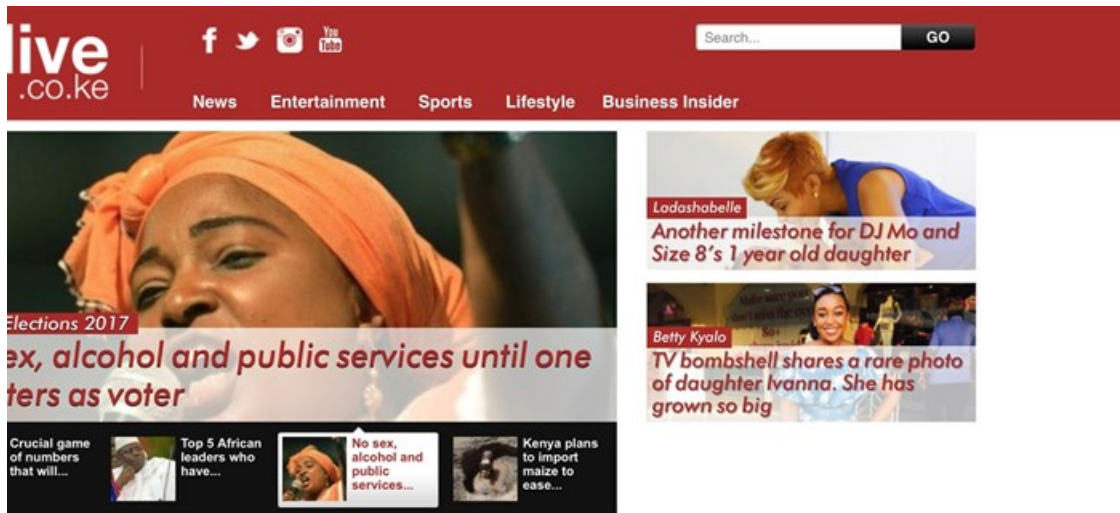 live
.co.ke
You
Tube
Search...
GO
News Entertainment Sports Lifestyle Business Insider
Elections 2017
ex, alcohol and public services until one
ters as voter
Ladashabelle
Another milestone for DJ Mo and
Size 8's 1 year old daughter
Betty Kyalo
TV bombshell shares a rare photo
of daughter Ivanna. She has
grown so big
Crucial game
of numbers
that will...
Top 5 African
leaders who
have...
No sex,
alcohol and
public
services...
Kenya plans
to import
maize to
ease...